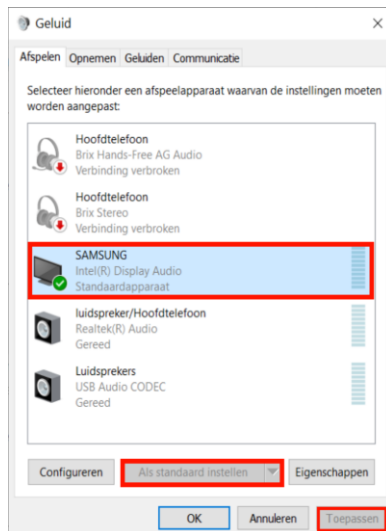 Geluid
Afspelen Opnemen Geluiden Communicatie
Selecteer hieronder een afspeelapparaat waarvan de instellingen moeten
worden aangepast:
Hoofdtelefoon
Brix Hands-Free AG Audio
Verbinding verbroken
Hoofdtelefoon
Brix Stereo
Verbinding verbroken
SAMSUNG
Intel(R) Display Audio
Standaardapparaat
luidspreker/Hoofdtelefoon
Realtek(R) Audio
Gereed
Luidsprekers
USB Audio CODEC
Gereed
Configureren Als standaard instellen Eigenschappen
OK Annuleren Toepassen